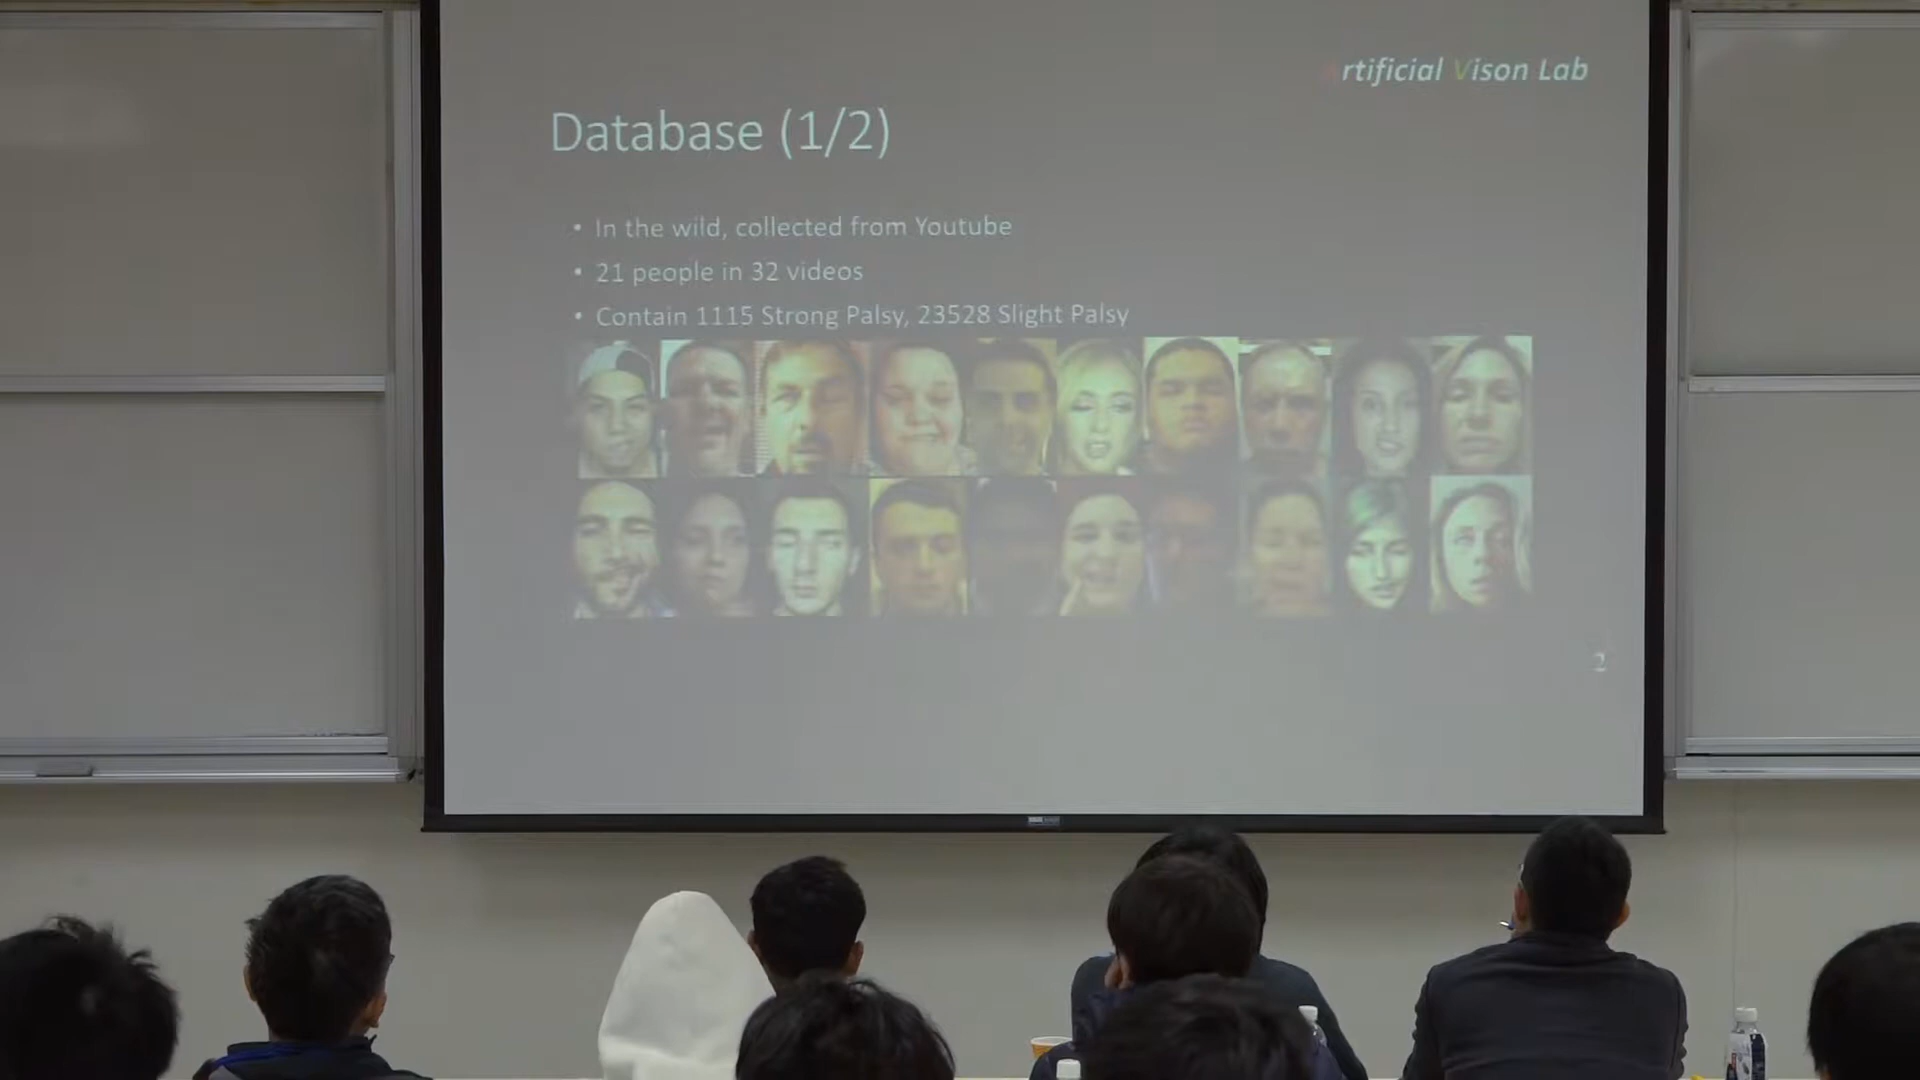 Artificial Vison Lab
Database (1/2)
• In the wild, collected from Youtube
• 21 people in 32 videos
• Contain 1115 Strong Palsy, 23528 Slight Palsy
2